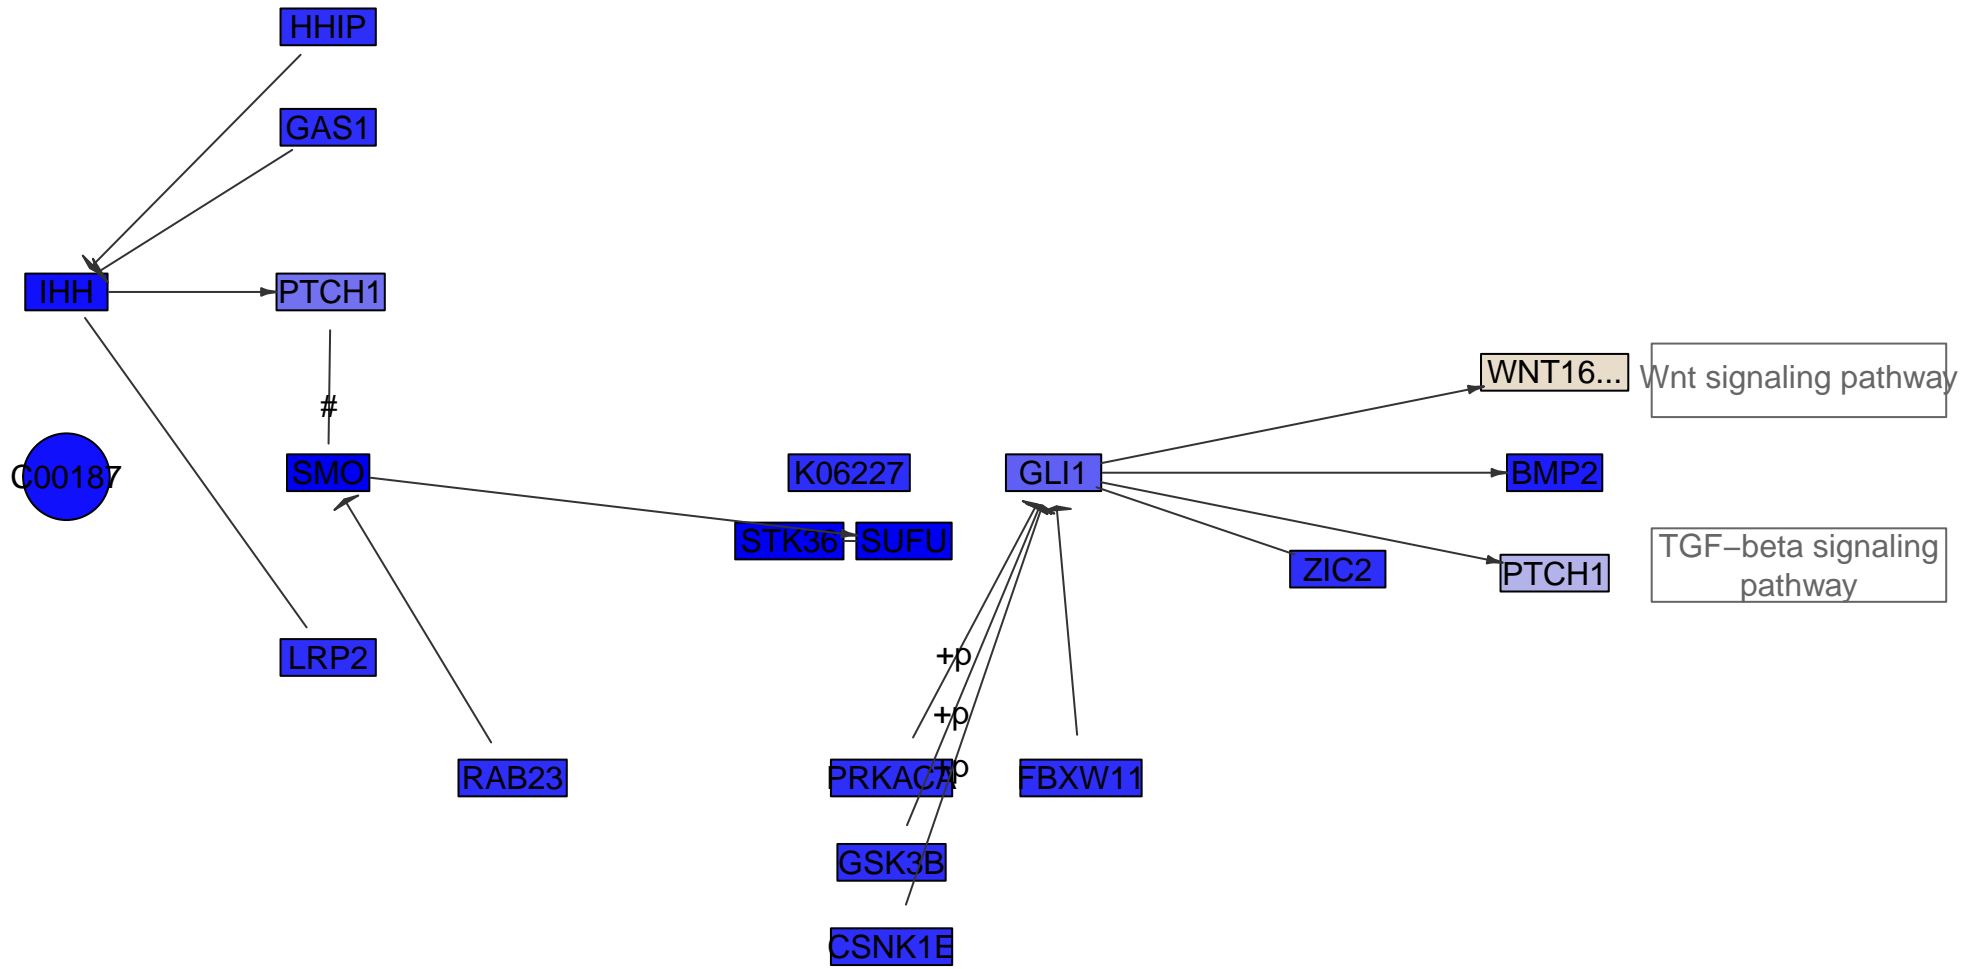 HHIP
GAS1
IHH
PTCH1
WNT16...
Wnt signaling pathway
#
C00187
SMO
K06227
GLI1
BMP2
STK36
SUFU
ZIC2
PTCH1
TGF−beta signaling
pathway
LRP2
+p
+p
+p
RAB23
PRKACA
FBXW11
GSK3B
CSNK1E